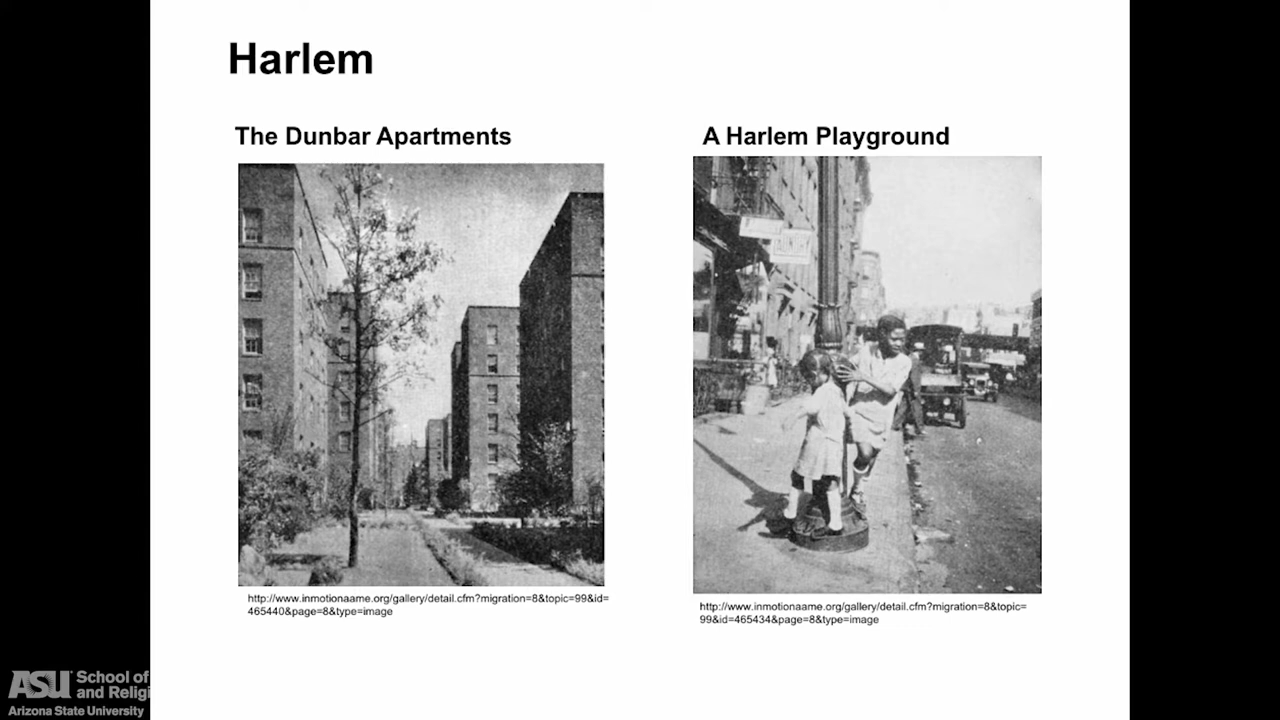 Harlem
The Dunbar Apartments
A Harlem Playground
http://www.inmotionaame.org/gallery/detail.cfm?migration=8&topic=99&id=
465440&page=8&type=image
http://www.inmotionaame.org/gallery/detail.cfm?migration=8&topic=
99&id=465434&page=8&type=image
ASU School of
and Religi
Arizona State University